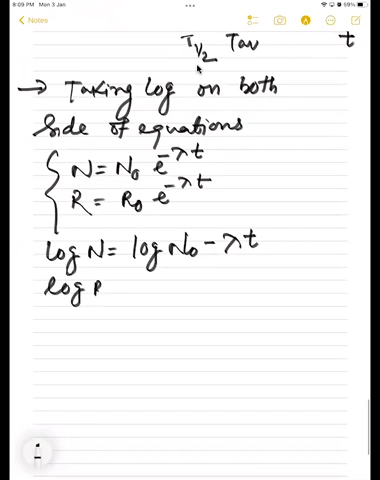 8:09 PM Mon 3 Jan
59%
Notes
T1/2 Tav t
→ Taking log on both
side of equations
N = N0 e^-λt
R = R0 e^-λt
log N = log N0 - λt
log R